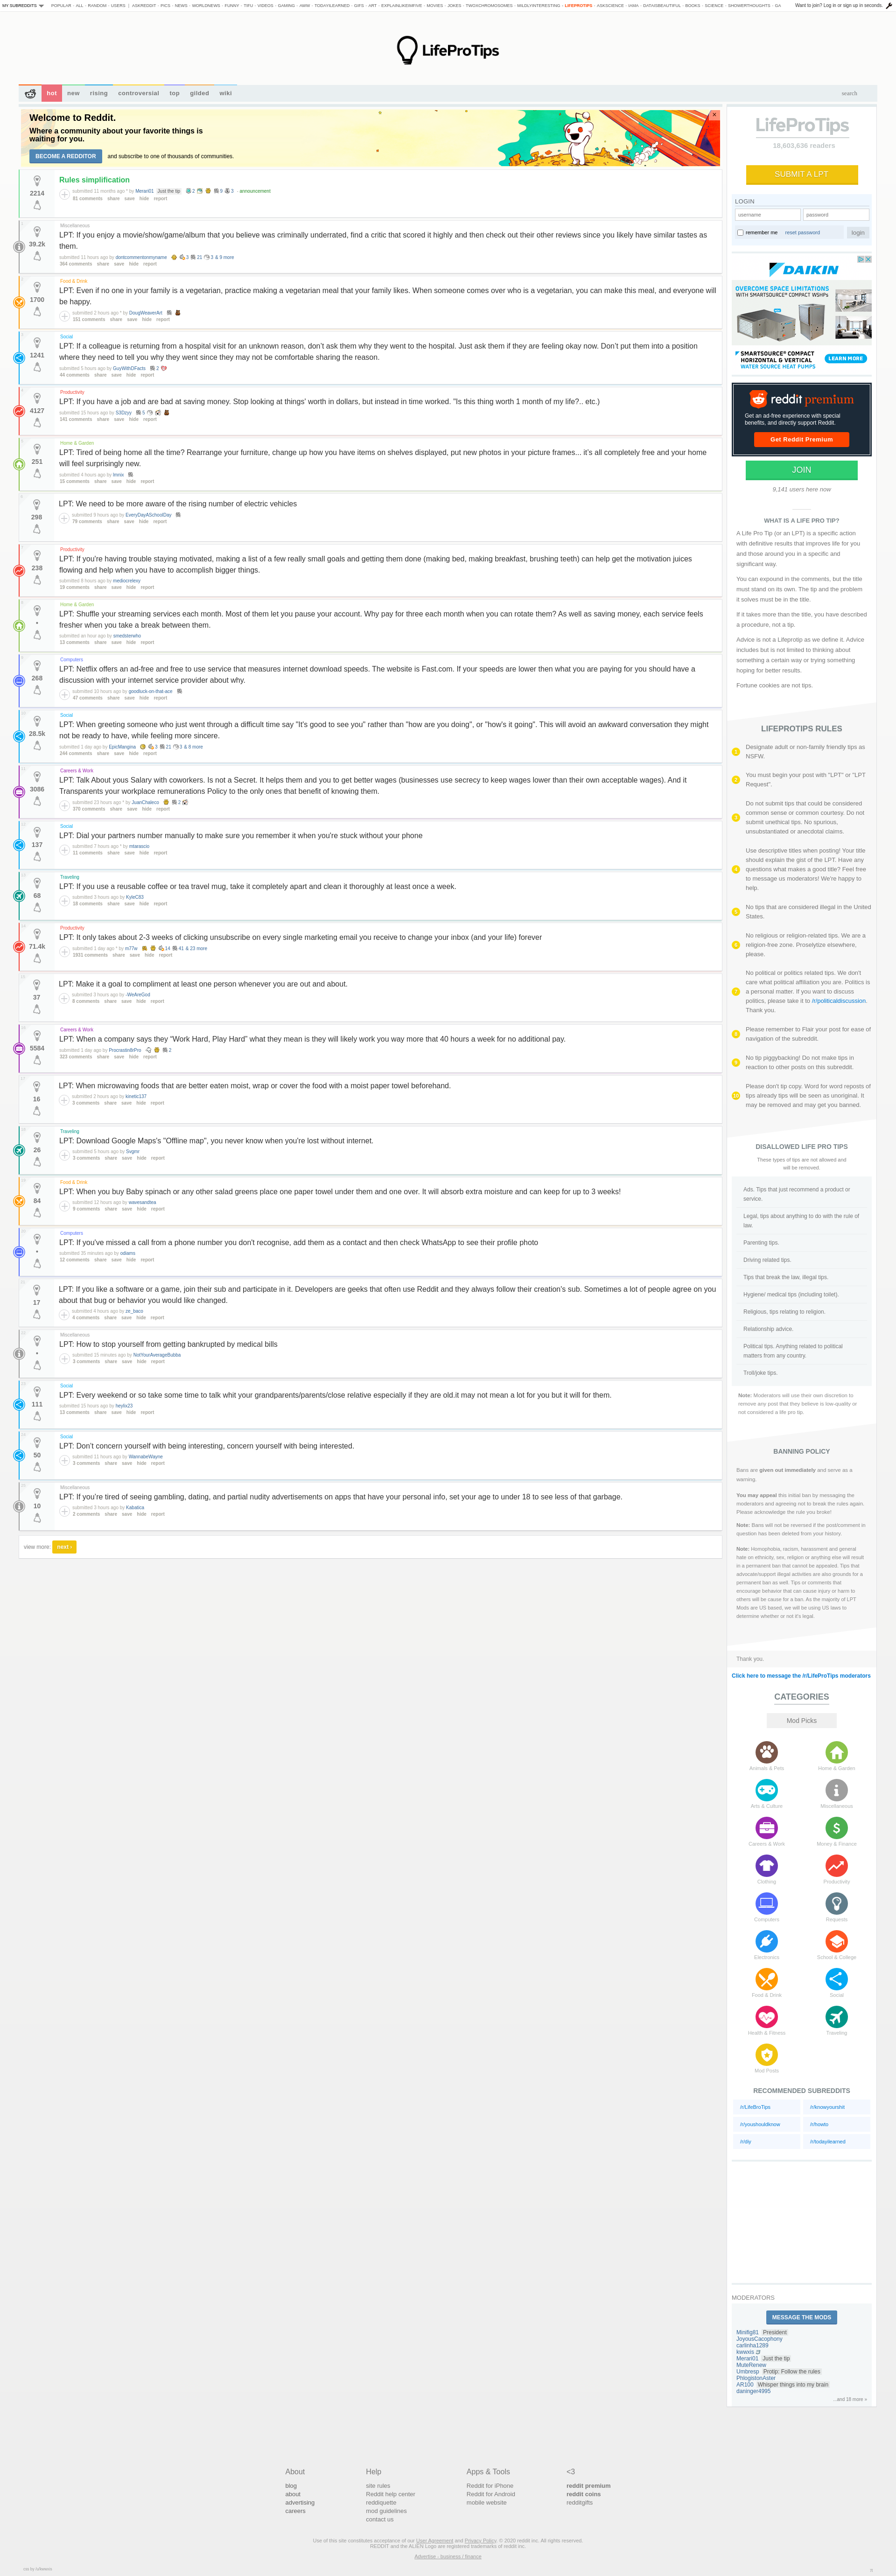 MY SUBREDDITS POPULAR - ALL - RANDOM - USERS | ASKREDDIT - PICS - NEWS - WORLDNEWS - FUNNY - TIFU - VIDEOS - GAMING - AWW - TODAYILEARNED - GIFS - ART - EXPLAINLIKEIMFIVE - MOVIES - JOKES - TWOXCHROMOSOMES - MILDLYINTERESTING - LIFEPROTIPS - ASKSCIENCE - IAMA - DATAISBEAUTIFUL - BOOKS - SCIENCE - SHOWERTHOUGHTS - GA
Want to join? Log in or sign up in seconds.
LifeProTips
hot new rising controversial top gilded wiki
search
Welcome to Reddit.
Where a community about your favorite things is
waiting for you.
BECOME A REDDITOR and subscribe to one of thousands of communities.
2214
Rules simplification
submitted 11 months ago * by Merari01 Just the tip 2 9 3 - announcement
81 comments share save hide report
39.2k
Miscellaneous
LPT: If you enjoy a movie/show/game/album that you believe was criminally underrated, find a critic that scored it highly and then check out their other reviews since you likely have similar tastes as
them.
submitted 11 hours ago by dontcommentonmyname 3 21 3 & 9 more
364 comments share save hide report
1700
Food & Drink
LPT: Even if no one in your family is a vegetarian, practice making a vegetarian meal that your family likes. When someone comes over who is a vegetarian, you can make this meal, and everyone will
be happy.
submitted 2 hours ago * by DougWeaverArt
151 comments share save hide report
1241
Social
LPT: If a colleague is returning from a hospital visit for an unknown reason, don't ask them why they went to the hospital. Just ask them if they are feeling okay now. Don't put them into a position
where they need to tell you why they went since they may not be comfortable sharing the reason.
submitted 5 hours ago by GuyWithDFacts 2
44 comments share save hide report
4127
Productivity
LPT: If you have a job and are bad at saving money. Stop looking at things' worth in dollars, but instead in time worked. "Is this thing worth 1 month of my life?.. etc.)
submitted 15 hours ago by S3Dzyy 5
141 comments share save hide report
251
Home & Garden
LPT: Tired of being home all the time? Rearrange your furniture, change up how you have items on shelves displayed, put new photos in your picture frames... it's all completely free and and your home
will feel surprisingly new.
submitted 4 hours ago by Imnix
15 comments save hide report
298
LPT: We need to be more aware of the rising number of electric vehicles
submitted 9 hours ago by EveryDayASchoolDay
79 comments share save hide report
238
Productivity
LPT: If you're having trouble staying motivated, making a list of a few really small goals and getting them done (making bed, making breakfast, brushing teeth) can help get the motivation juices
flowing and help when you have to accomplish bigger things.
submitted 8 hours ago by mediocretexy
19 comments share save hide report
•
Home & Garden
LPT: Shuffle your streaming services each month. Most of them let you pause your account. Why pay for three each month when you can rotate them? As well as saving money, each service feels
fresher when you take a break between them.
submitted an hour ago by onedsterwho
13 comments share save hide report
268
Computers
LPT: Netflix offers an ad-free and free to use service that measures internet download speeds. The website is Fast.com. If your speeds are lower then what you are paying for you should have a
discussion with your internet service provider about why.
submitted 10 hours ago by goodluck-on-that-ace
47 comments share save hide report
28.5k
Social
LPT: When greeting someone who just went through a difficult time say "It's good to see you" rather than "how are you doing", or "how's it going". This will avoid an awkward conversation they might
not be ready to have, while feeling more sincere.
submitted 1 day ago by EpicMangina 3 21 3 & 8 more
244 comments share save hide report
3086
Careers & Work
LPT: Talk About yous Salary with coworkers. Is not a Secret. It helps them and you to get better wages (businesses use secrecy to keep wages lower than their own acceptable wages). And it
Transparents your workplace remunerations Policy to the only ones that benefit of knowing them.
submitted 23 hours ago * by JuanChaleco 2
370 comments share save hide report
137
Social
LPT: Dial your partners number manually to make sure you remember it when you're stuck without your phone
submitted 7 hours ago * by mtarascio
21 comments share save hide report
68
Traveling
LPT: If you use a reusable coffee or tea travel mug, take it completely apart and clean it thoroughly at least once a week.
submitted 3 hours ago by KyleC83
18 comments share save hide report
71.4k
Productivity
LPT: It only takes about 2-3 weeks of clicking unsubscribe on every single marketing email you receive to change your inbox (and your life) forever
submitted 1 day ago * by m77w 14 41 & 23 more
1931 comments share save hide report
37
LPT: Make it a goal to compliment at least one person whenever you are out and about.
submitted 3 hours ago by -WeAreGod
8 comments share save hide report
5584
Careers & Work
LPT: When a company says they "Work Hard, Play Hard" what they mean is they will likely work you way more that 40 hours a week for no additional pay.
submitted 1 day ago by ProcrastinfirPro 2
323 comments share save hide report
16
LPT: When microwaving foods that are better eaten moist, wrap or cover the food with a moist paper towel beforehand.
submitted 2 hours ago by kinetic137
3 comments share save hide report
26
Traveling
LPT: Download Google Maps's "Offline map", you never know when you're lost without internet.
submitted 5 hours ago by Svgmr
3 comments share save hide report
84
Food & Drink
LPT: When you buy Baby spinach or any other salad greens place one paper towel under them and one over. It will absorb extra moisture and can keep for up to 3 weeks!
submitted 12 hours ago by wavesandtea
9 comments share save hide report
•
Computers
LPT: If you've missed a call from a phone number you don't recognise, add them as a contact and then check WhatsApp to see their profile photo
submitted 35 minutes ago by odiams
12 comments share save hide report
17
LPT: If you like a software or a game, join their sub and participate in it. Developers are geeks that often use Reddit and they always follow their creation's sub. Sometimes a lot of people agree on you
about that bug or behavior you would like changed.
submitted 4 hours ago by ze_baco
4 comments share save hide report
•
Miscellaneous
LPT: How to stop yourself from getting bankrupted by medical bills
submitted 15 minutes ago by NotYourAverageBubba
3 comments share save hide report
111
Social
LPT: Every weekend or so take some time to talk whit your grandparents/parents/close relative especially if they are old.it may not mean a lot for you but it will for them.
submitted 15 hours ago by heybi23
13 comments share save hide report
50
Social
LPT: Don't concern yourself with being interesting, concern yourself with being interested.
submitted 11 hours ago by WannabeWayne
3 comments share save hide report
10
Miscellaneous
LPT: If you're tired of seeing gambling, dating, and partial nudity advertisements on apps that have your personal info, set your age to under 18 to see less of that garbage.
submitted 3 hours ago by Kabatica
2 comments share save hide report
view more: next ›
LifeProTips
18,603,636 readers
SUBMIT A LPT
LOGIN
username password
remember me reset password login
DAIKIN
OVERCOME SPACE LIMITATIONS
WITH SMARTSOURCE® COMPACT WSHPs
SMARTSOURCE® COMPACT
HORIZONTAL & VERTICAL
WATER SOURCE HEAT PUMPS
LEARN MORE
reddit premium
Get an ad-free experience with special
benefits, and directly support Reddit.
Get Reddit Premium
JOIN
9,141 users here now
WHAT IS A LIFE PRO TIP?
A Life Pro Tip (or an LPT) is a specific action
with definitive results that improves life for you
and those around you in a specific and
significant way.
You can expound in the comments, but the title
must stand on its own. The tip and the problem
it solves must be in the title.
If it takes more than the title, you have described
a procedure, not a tip.
Advice is not a Lifeprotip as we define it. Advice
includes but is not limited to thinking about
something a certain way or trying something
hoping for better results.
Fortune cookies are not tips.
LIFEPROTIPS RULES
1 Designate adult or non-family friendly tips as
NSFW.
2 You must begin your post with "LPT" or "LPT
Request".
3 Do not submit tips that could be considered
common sense or common courtesy. Do not
submit unethical tips. No spurious,
unsubstantiated or anecdotal claims.
4 Use descriptive titles when posting! Your title
should explain the gist of the LPT. Have any
questions what makes a good title? Feel free
to message us moderators! We're happy to
help.
5 No tips that are considered illegal in the United
States.
6 No religious or religion-related tips. We are a
religion-free zone. Proselytize elsewhere,
please.
7 No political or politics related tips. We don't
care what political affiliation you are. Politics is
a personal matter. If you want to discuss
politics, please take it to /r/politicaldiscussion.
Thank you.
8 Please remember to Flair your post for ease of
navigation of the subreddit.
9 No tip piggybacking! Do not make tips in
reaction to other posts on this subreddit.
10 Please don't tip copy. Word for word reposts of
tips already tips will be seen as unoriginal. It
may be removed and may get you banned.
DISALLOWED LIFE PRO TIPS
These types of tips are not allowed and
will be removed.
Ads. Tips that just recommend a product or
service.
Legal, tips about anything to do with the rule of
law.
Parenting tips.
Driving related tips.
Tips that break the law, illegal tips.
Hygiene/ medical tips (including toilet).
Religious, tips relating to religion.
Relationship advice.
Political tips. Anything related to political
matters from any country.
Troll/joke tips.
Note: Moderators will use their own discretion to
remove any post that they believe is low-quality or
not considered a life pro tip.
BANNING POLICY
Bans are given out immediately and serve as a
warning.
You may appeal this initial ban by messaging the
moderators and agreeing not to break the rules again.
Please acknowledge the rule you broke!
Note: Bans will not be reversed if the post/comment in
question has been deleted from your history.
Note: Homophobia, racism, harassment and general
hate on ethnicity, sex, religion or anything else will result
in a permanent ban that cannot be appealed. Tips that
advocate/support illegal activities are also grounds for a
permanent ban as well. Tips or comments that
encourage behavior that can cause injury or harm to
others will be cause for a ban. As the majority of LPT
Mods are US based, we will be using US laws to
determine whether or not it's legal.
Thank you.
Click here to message the /r/LifeProTips moderators
CATEGORIES
Mod Picks
Animals & Pets Home & Garden
Arts & Culture Miscellaneous
Careers & Work Money & Finance
Clothing Productivity
Computers Requests
Electronics School & College
Food & Drink Social
Health & Fitness Traveling
Mod Posts
RECOMMENDED SUBREDDITS
/r/LifeBroTips /r/knowyourshit
/r/youshouldknow /r/howto
/r/diy /r/todayilearned
MODERATORS
MESSAGE THE MODS
Minifig81 President
JoyousCacophony
carlinha1289
kwwxis
Merari01 Just the tip
MuteRenew
Umbresp Protip: Follow the rules
PhlogistonAster
AR100 Whisper things into my brain
daninger4995
...and 18 more »
About
blog
about
advertising
careers
Help
site rules
Reddit help center
reddiquette
mod guidelines
contact us
Apps & Tools
Reddit for iPhone
Reddit for Android
mobile website
<3
reddit premium
reddit coins
redditgifts
Use of this site constitutes acceptance of our User Agreement and Privacy Policy. © 2020 reddit inc. All rights reserved.
REDDIT and the ALIEN Logo are registered trademarks of reddit inc.
Advertise - business / finance